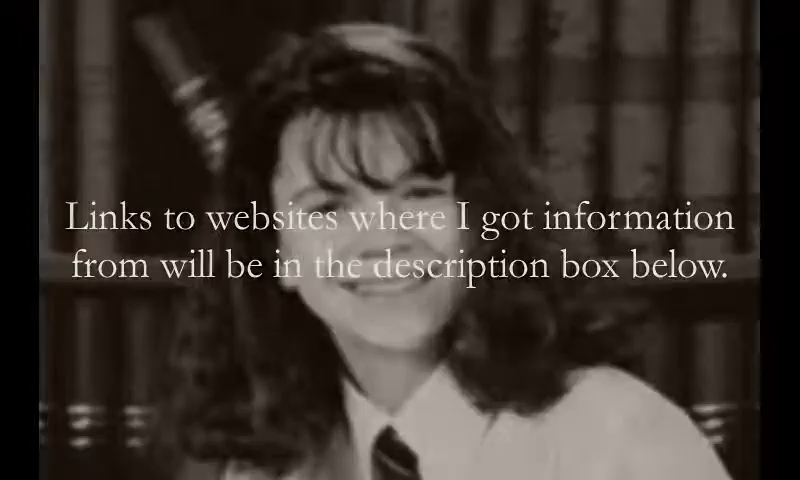 Links to websites where I got information
from will be in the description box below.